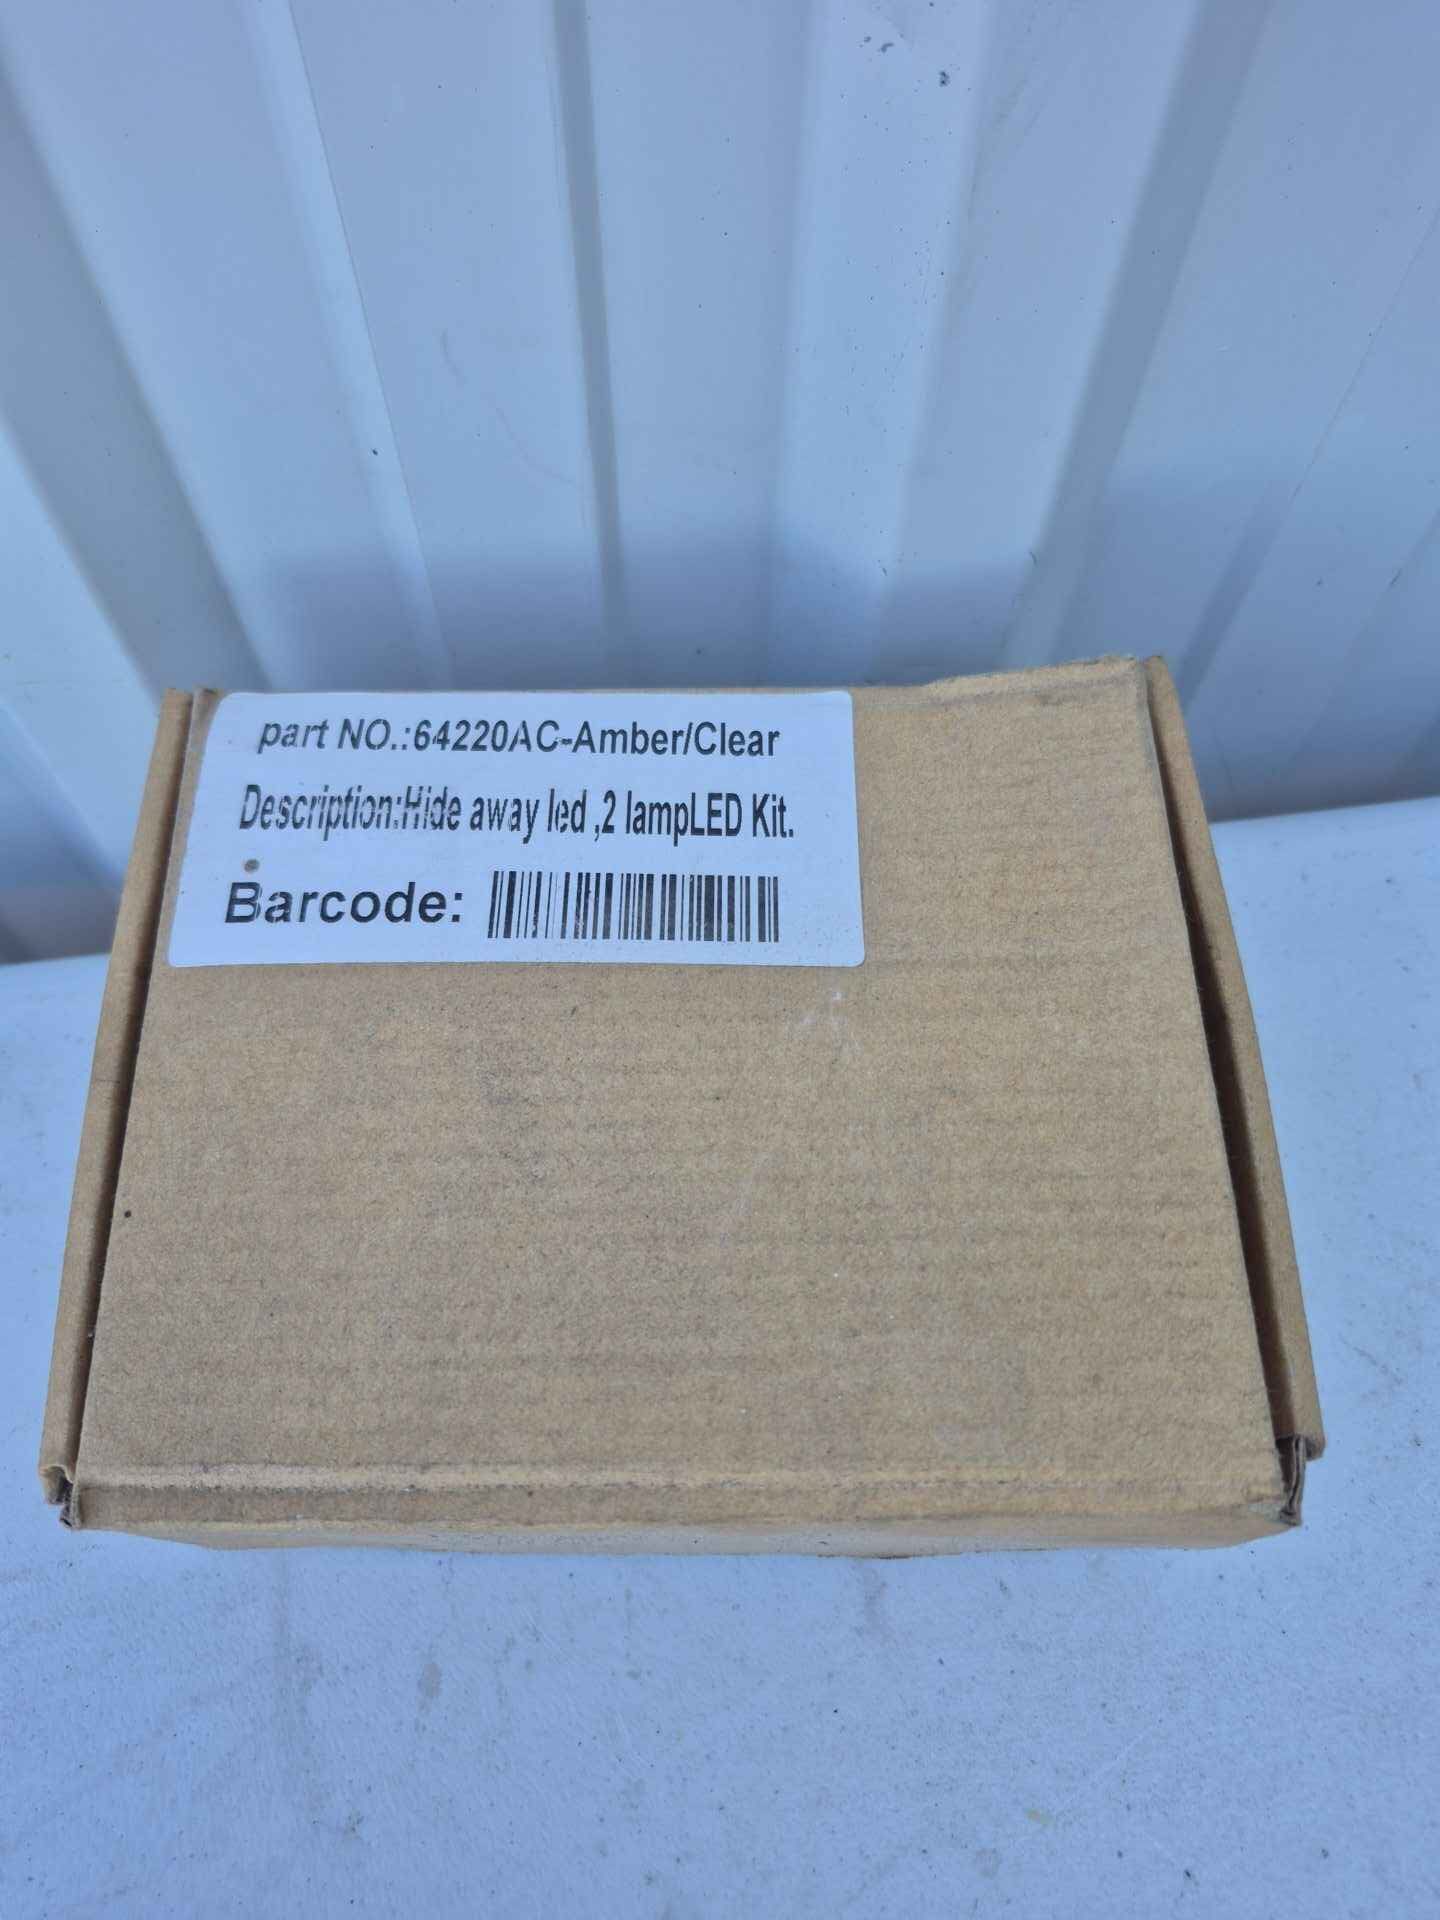 part NO.:64220AC-Amber/Clear
Description:Hide away led ,2 lampLED Kit.
Barcode: